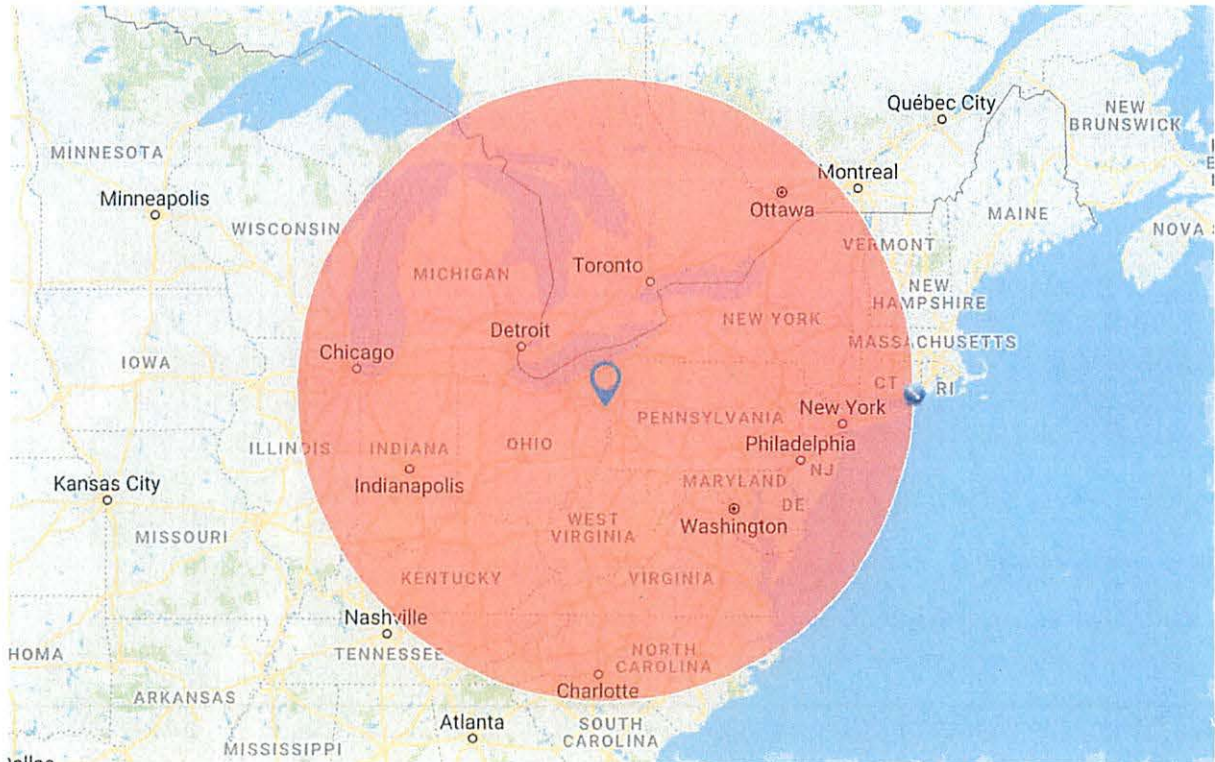 Québec City
NEW
BRUNSWICK
MINNESOTA
Montreal
Minneapolis
Ottawa
MAINE
WISCONSIN
NOVA
VERMONT
Toronto
MICHIGAN
NEW
HAMPSHIRE
NEW YORK
Detroit
MASSACHUSETTS
Chicago
IOWA
CT
RI
New York
PENNSYLVANIA
OHIO
Philadelphia
ILLINOIS
INDIANA
NJ
Kansas City
Indianapolis
MARYLAND
DE
WEST
VIRGINIA
Washington
MISSOURI
KENTUCKY
VIRGINIA
Nashville
HOMA
TENNESSEE
NORTH
CAROLINA
Charlotte
ARKANSAS
Atlanta
SOUTH
CAROLINA
MISSISSIPPI